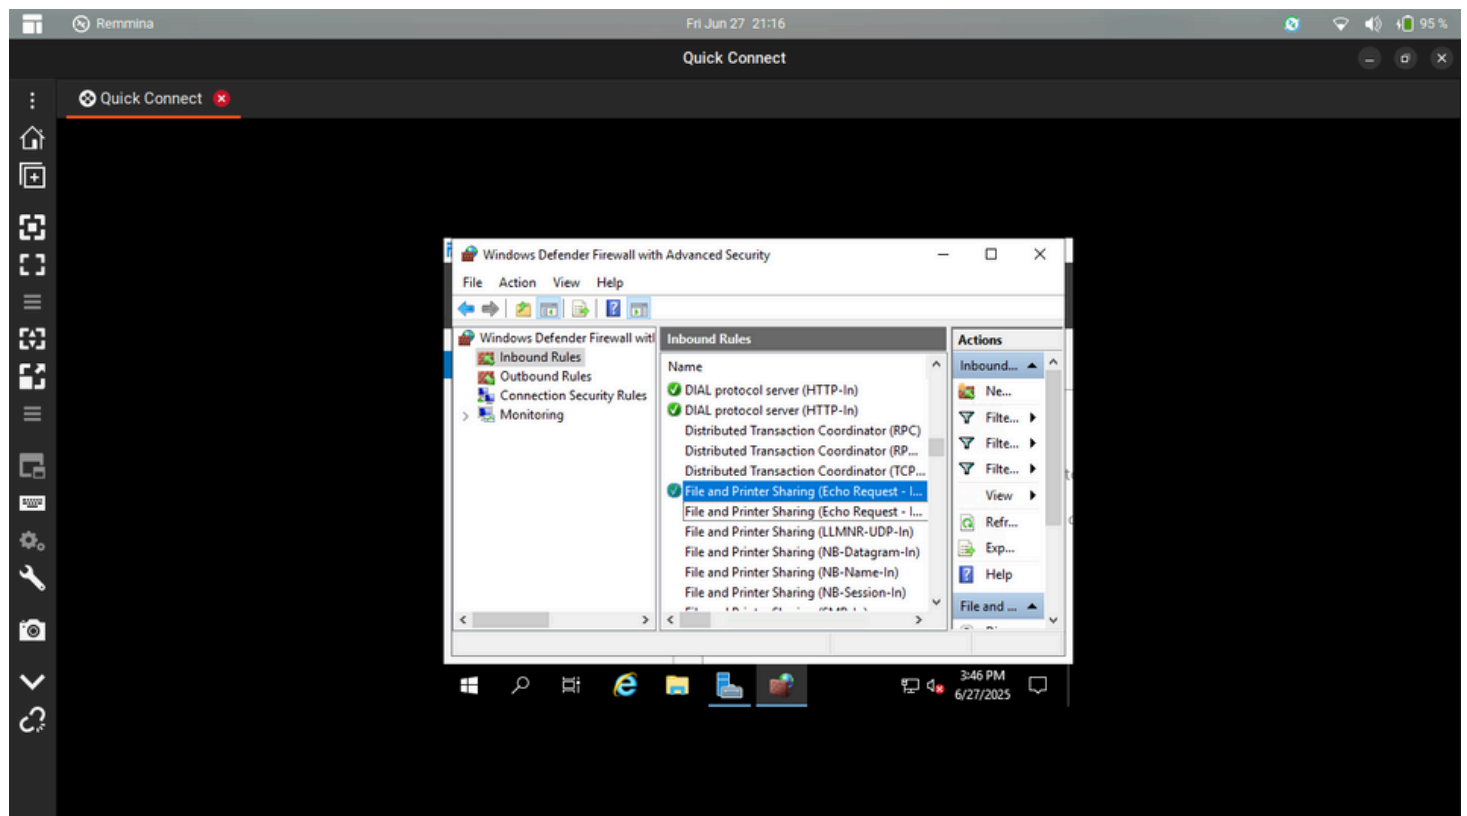 Remmina
Fri Jun 27 21:16
95 %
Quick Connect
Quick Connect
Windows Defender Firewall with Advanced Security
File Action View Help
Windows Defender Firewall witl
Inbound Rules
Outbound Rules
Connection Security Rules
Monitoring
Inbound Rules
Name
DIAL protocol server (HTTP-In)
DIAL protocol server (HTTP-In)
Distributed Transaction Coordinator (RPC)
Distributed Transaction Coordinator (RP...
Distributed Transaction Coordinator (TCP...
File and Printer Sharing (Echo Request - I...
File and Printer Sharing (Echo Request - I...
File and Printer Sharing (LLMNR-UDP-In)
File and Printer Sharing (NB-Datagram-In)
File and Printer Sharing (NB-Name-In)
File and Printer Sharing (NB-Session-In)
Actions
Inbound...
Ne...
Filte...
Filte...
Filte...
View
Refr...
Exp...
Help
File and ...
3:46 PM
6/27/2025